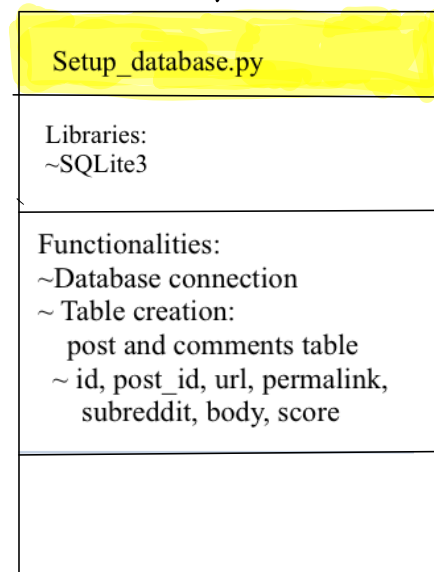 Setup_database.py
Libraries:
~SQLite3
Functionalities:
~Database connection
~ Table creation:
post and comments table
~ id, post_id, url, permalink,
subreddit, body, score